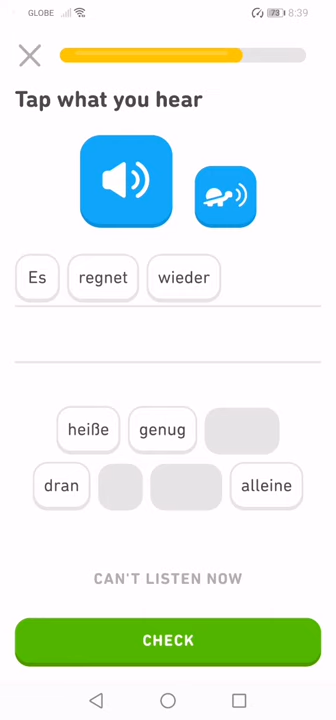 GLOBE 73 8:39
Tap what you hear
Es regnet wieder
heiße genug
dran alleine
CAN'T LISTEN NOW
CHECK